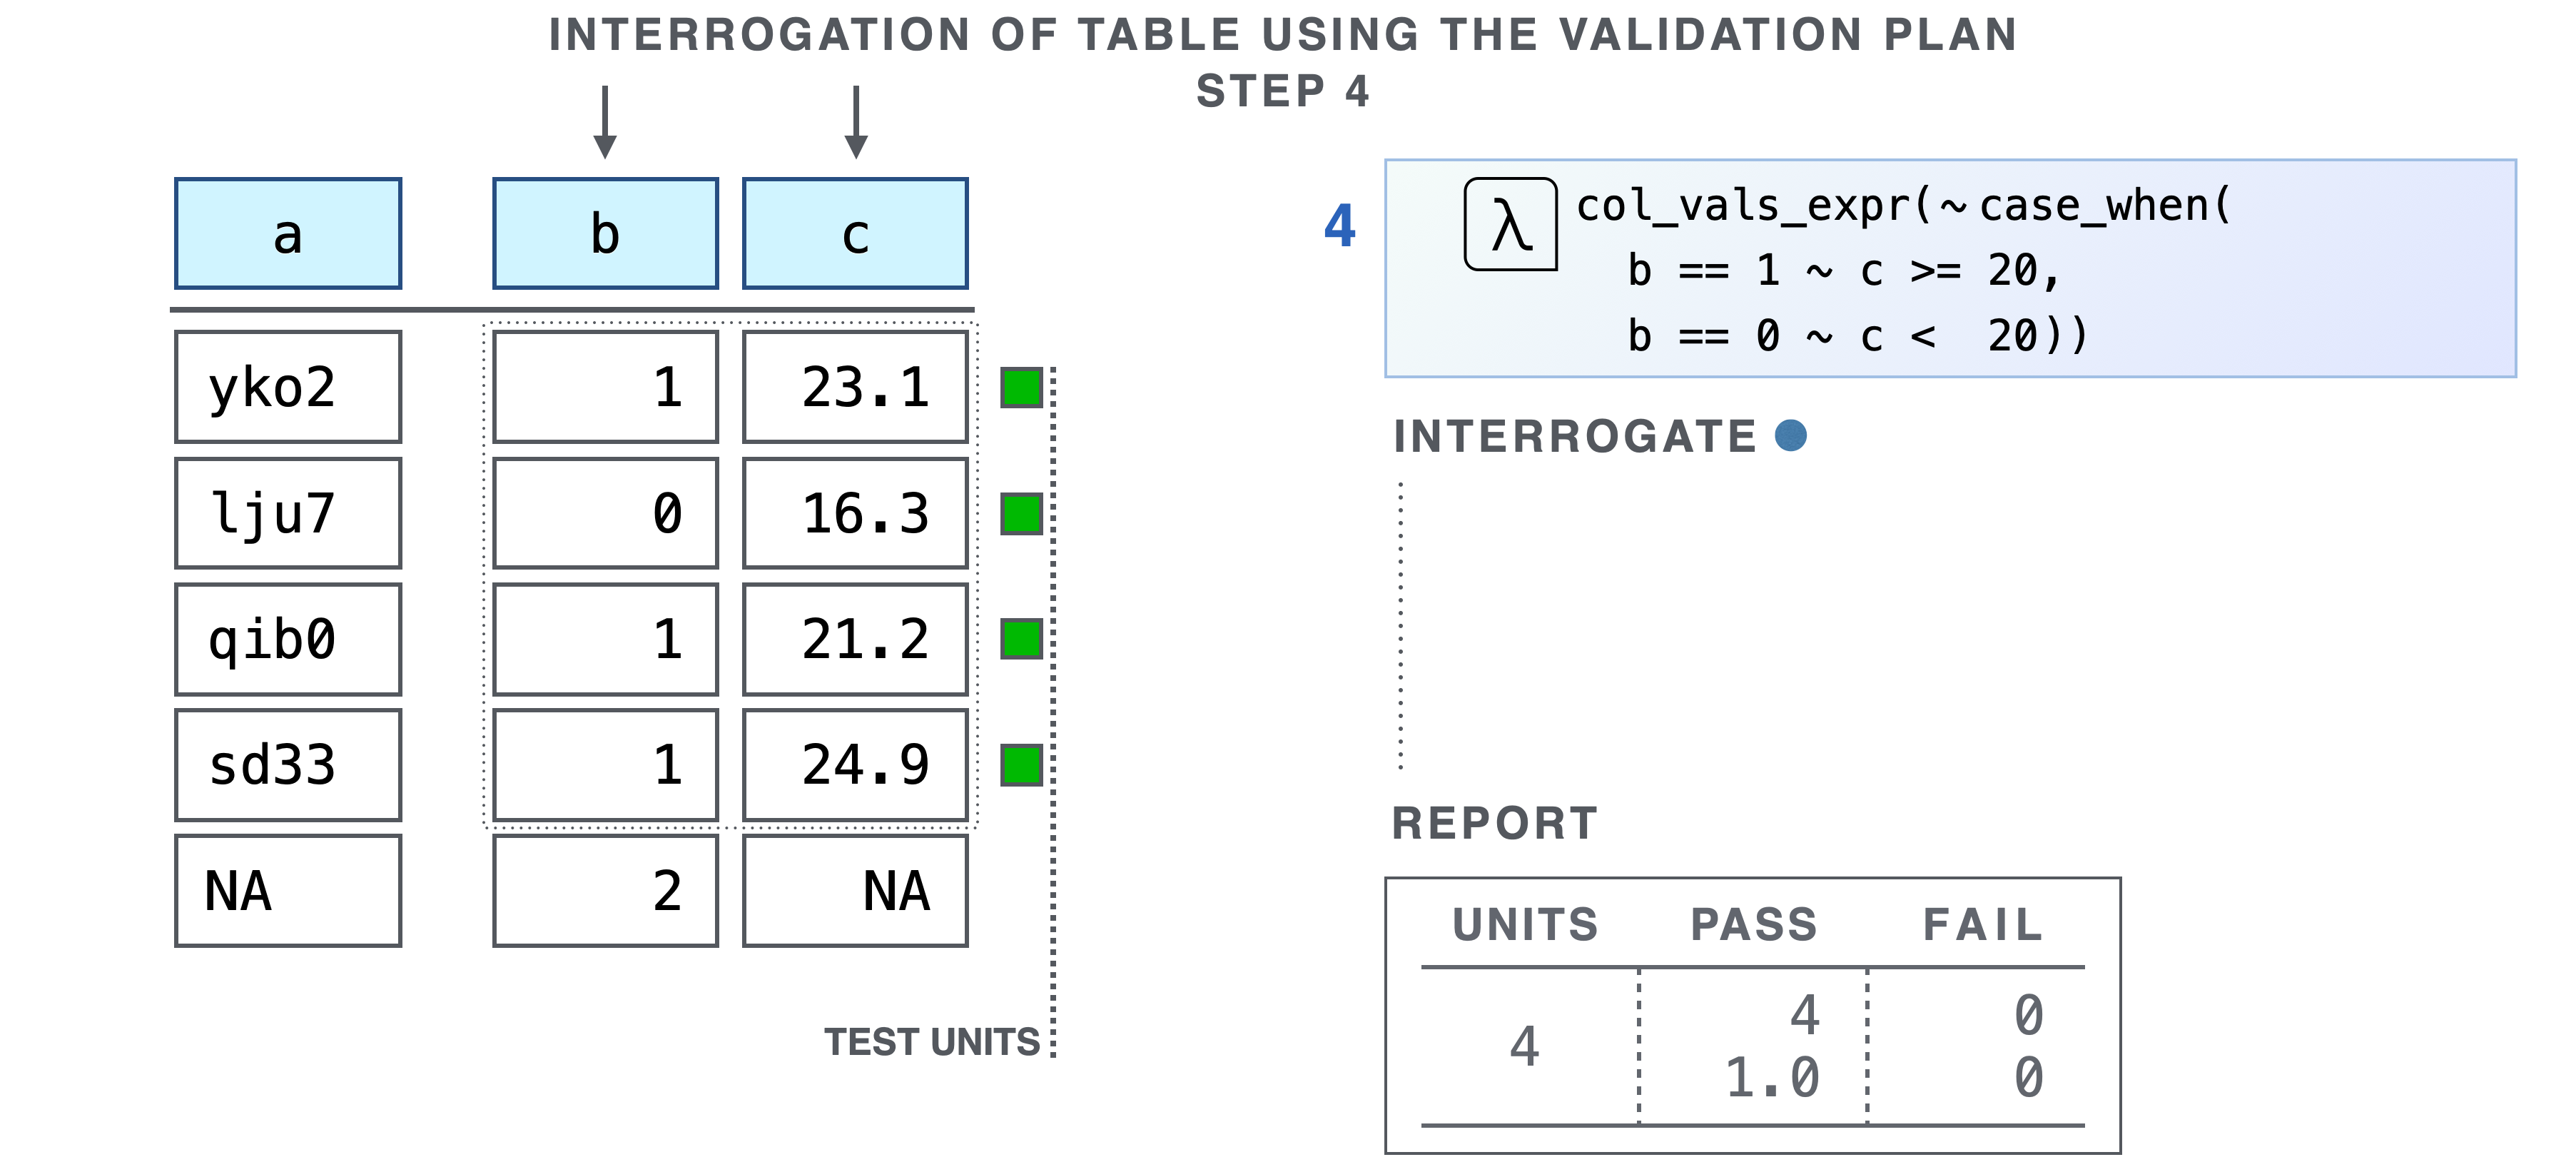 INTERROGATION OF TABLE USING THE VALIDATION PLAN
STEP 4
a b c
yko2 1 23.1
lju7 0 16.3
qib0 1 21.2
sd33 1 24.9
NA 2 NA
TEST UNITS
4
λ col_vals_expr(~ case_when(
b == 1 ~ c >= 20,
b == 0 ~ c <  20))
INTERROGATE
REPORT
UNITS PASS FAIL
4 4 0
1.0 0